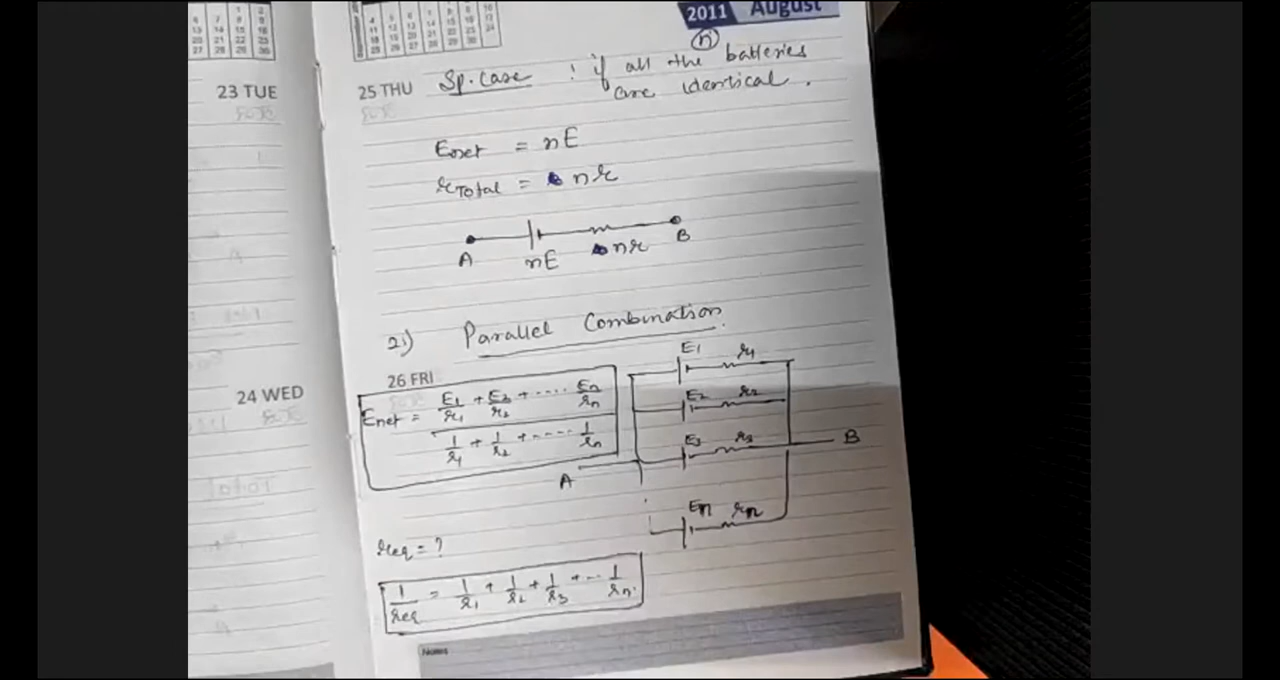 2011 August
23 TUE
25 THU Sp. Case : if all the batteries (n)
are identical.
Enet = nE
rTotal = nr
A nE nr B
2.) Parallel Combination
26 FRI
24 WED
Enet = E1/r1 + E2/r2 + .... En/rn
1/r1 + 1/r2 + .... 1/rn
E1 r1
E2 r2
E3 r3
A B
En rn
req = ?
1/req = 1/r1 + 1/r2 + 1/r3 + .. 1/rn.
Notes